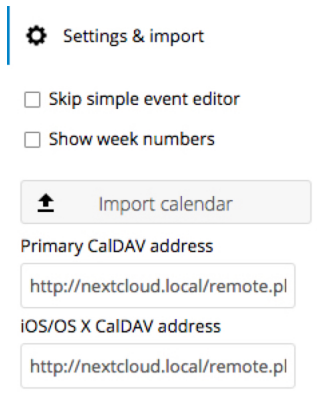 Settings & import
Skip simple event editor
Show week numbers
Import calendar
Primary CalDAV address
http://nextcloud.local/remote.pl
iOS/OS X CalDAV address
http://nextcloud.local/remote.pl